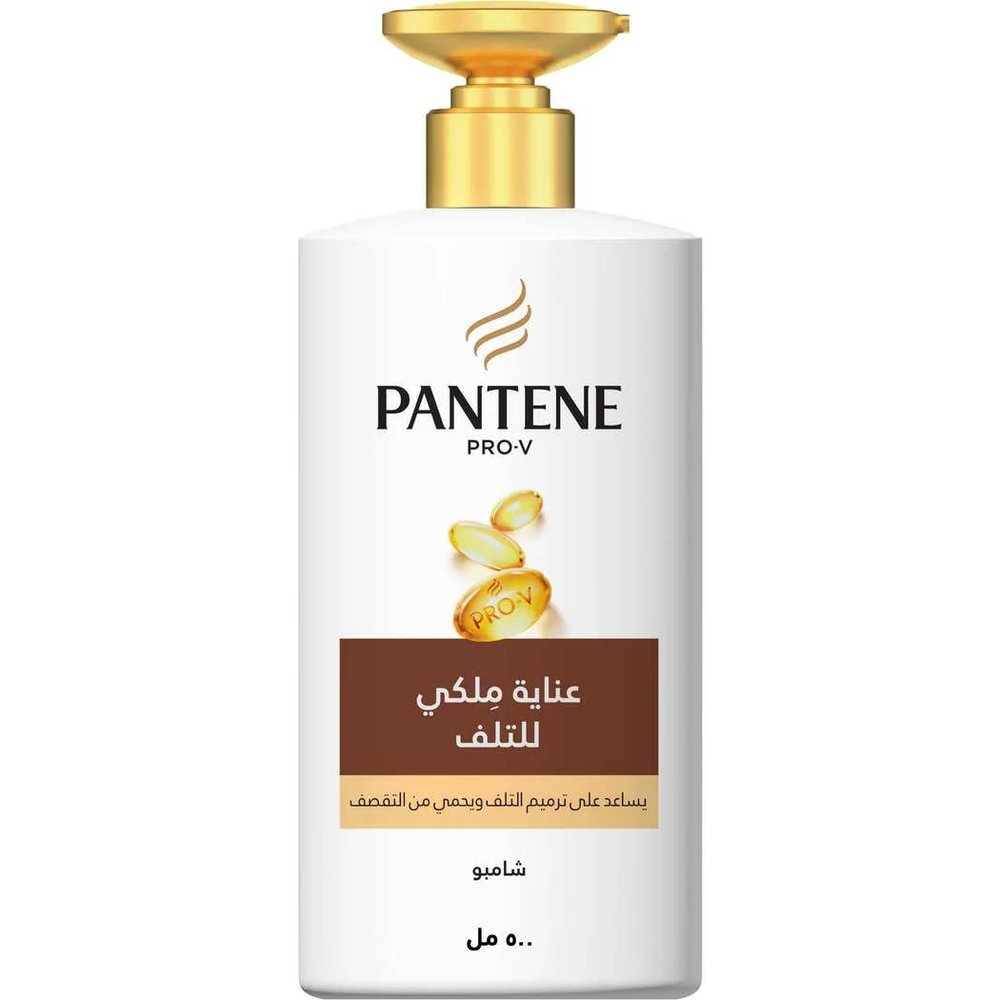 PANTENE
PRO-V
PRO-V
عناية مِلكي
للتلف
يساعد على ترميم التلف ويحمي من التقصف
شامبو
٥٠٠ مل